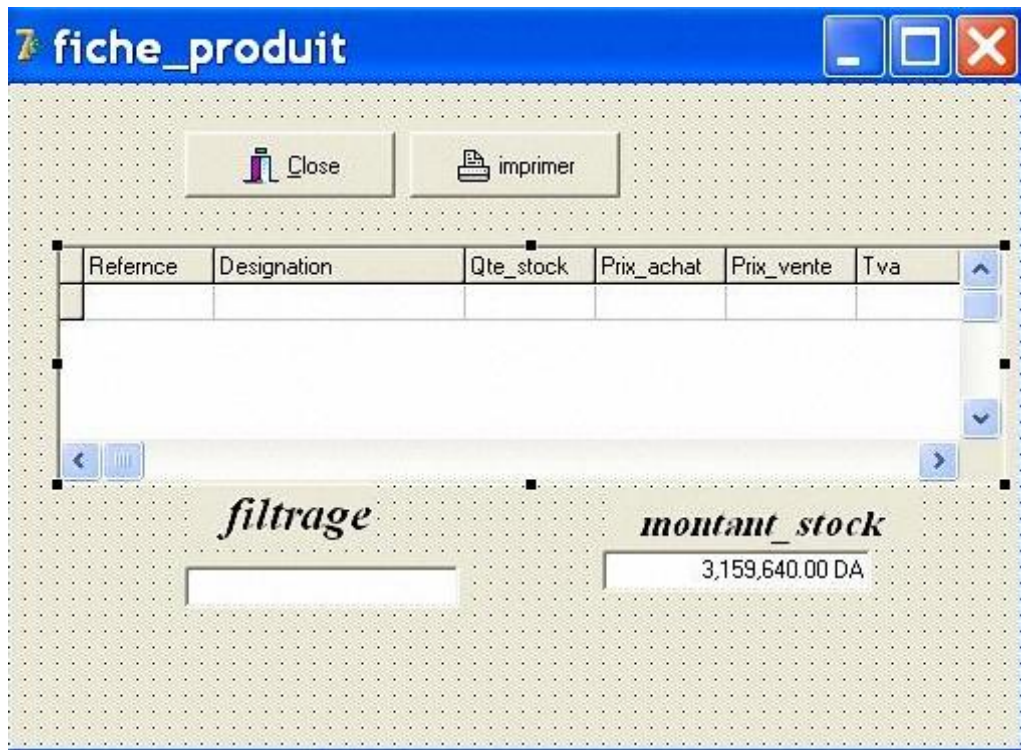 fiche_produit
Close imprimer
Refernce Designation Qte_stock Prix_achat Prix_vente Tva
filtrage montant_stock
3,159,640.00 DA